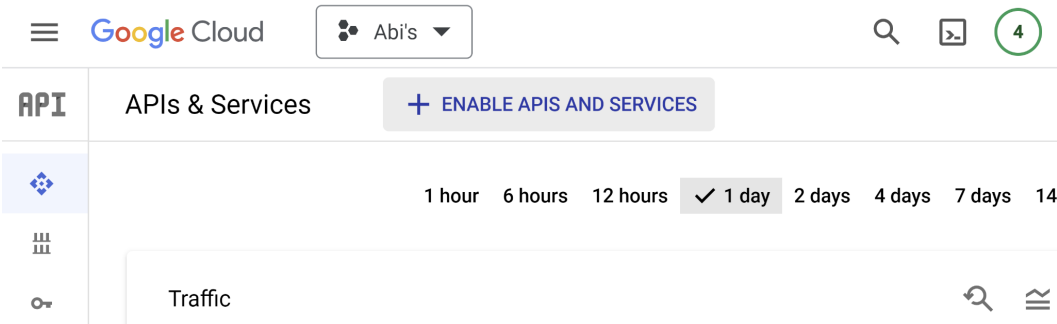 Google Cloud Abi's 4
API APIs & Services + ENABLE APIS AND SERVICES
1 hour 6 hours 12 hours ✓ 1 day 2 days 4 days 7 days 14
Traffic